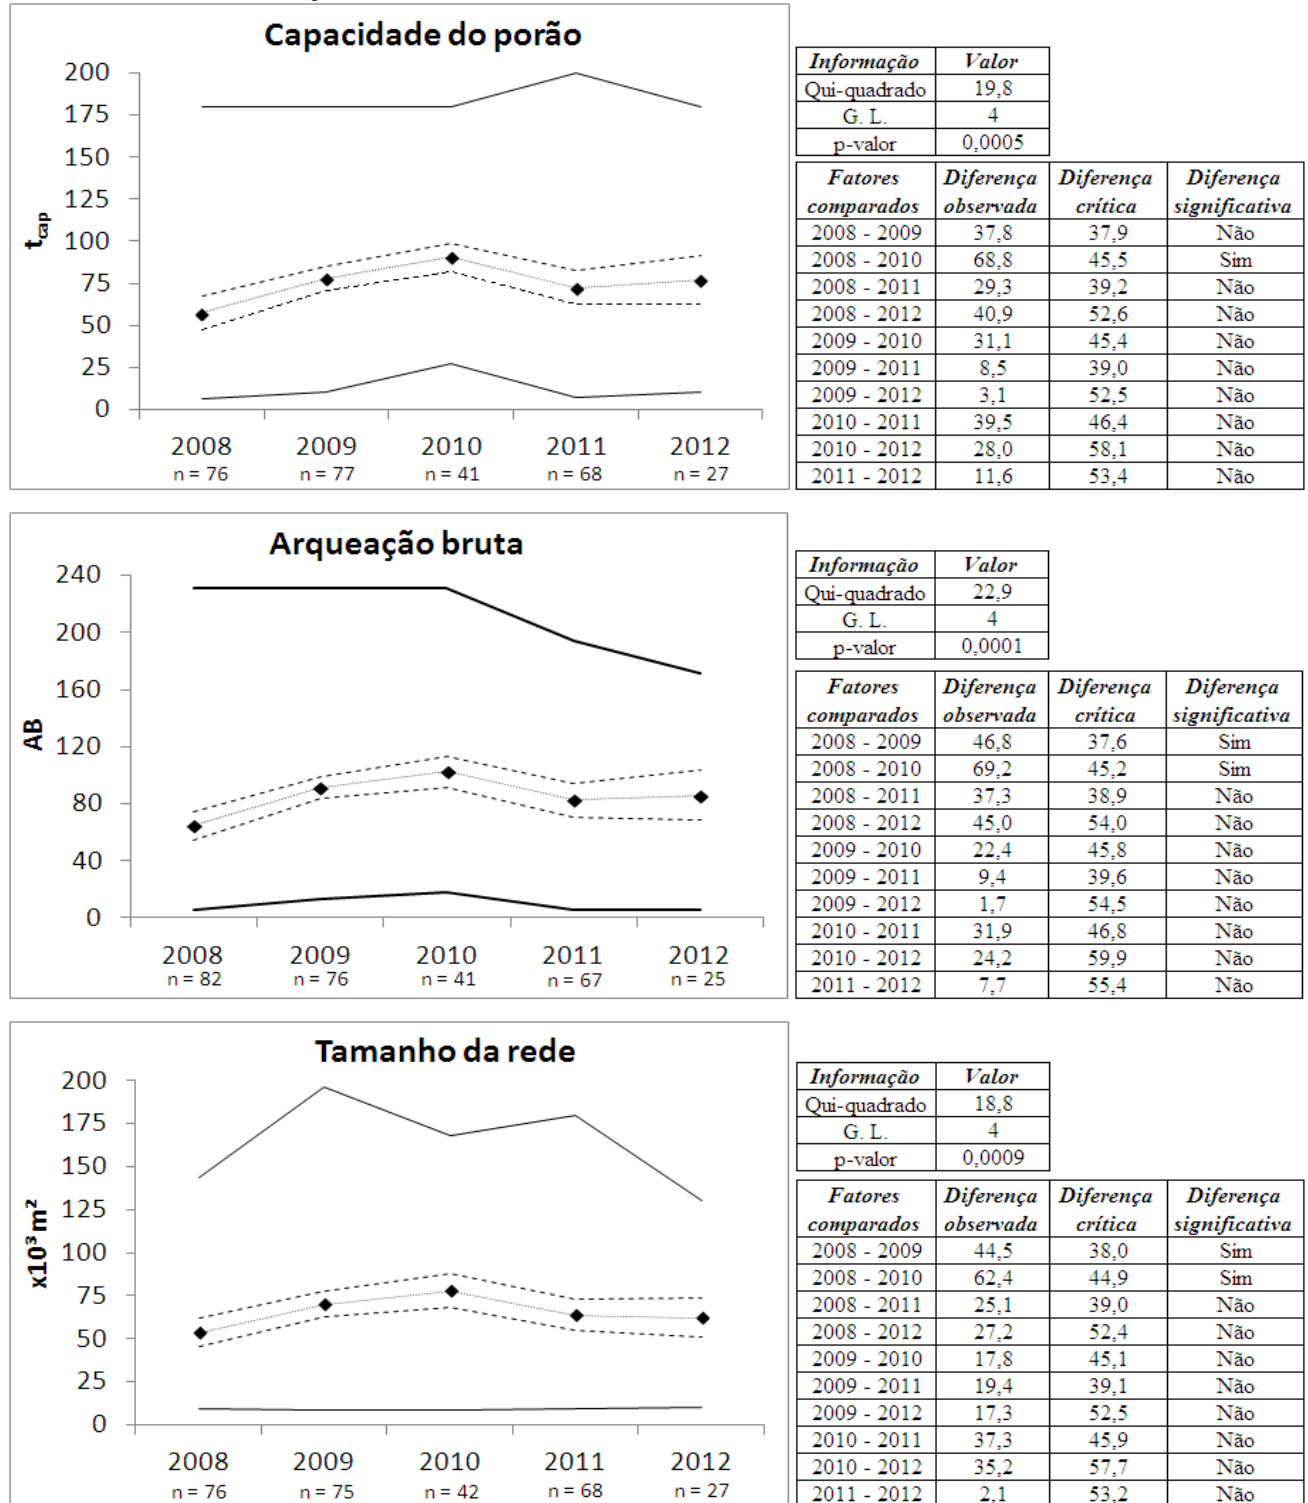 Capacidade do porão
200
175
150
125
100
75
50
25
0
t_cap
2008 2009 2010 2011 2012
n = 76 n = 77 n = 41 n = 68 n = 27
Informação Valor
Qui-quadrado 19,8
G. L. 4
p-valor 0,0005
Fatores Diferença Diferença Diferença
comparados observada crítica significativa
2008 - 2009 37,8 37,9 Não
2008 - 2010 68,8 45,5 Sim
2008 - 2011 29,3 39,2 Não
2008 - 2012 40,9 52,6 Não
2009 - 2010 31,1 45,4 Não
2009 - 2011 8,5 39,0 Não
2009 - 2012 3,1 52,5 Não
2010 - 2011 39,5 46,4 Não
2010 - 2012 28,0 58,1 Não
2011 - 2012 11,6 53,4 Não
Arqueação bruta
240
200
160
120
80
40
0
AB
2008 2009 2010 2011 2012
n = 82 n = 76 n = 41 n = 67 n = 25
Informação Valor
Qui-quadrado 22,9
G. L. 4
p-valor 0,0001
Fatores Diferença Diferença Diferença
comparados observada crítica significativa
2008 - 2009 46,8 37,6 Sim
2008 - 2010 69,2 45,2 Sim
2008 - 2011 37,3 38,9 Não
2008 - 2012 45,0 54,0 Não
2009 - 2010 22,4 45,8 Não
2009 - 2011 9,4 39,6 Não
2009 - 2012 1,7 54,5 Não
2010 - 2011 31,9 46,8 Não
2010 - 2012 24,2 59,9 Não
2011 - 2012 7,7 55,4 Não
Tamanho da rede
200
175
150
125
100
75
50
25
0
x10³m²
2008 2009 2010 2011 2012
n = 76 n = 75 n = 42 n = 68 n = 27
Informação Valor
Qui-quadrado 18,8
G. L. 4
p-valor 0,0009
Fatores Diferença Diferença Diferença
comparados observada crítica significativa
2008 - 2009 44,5 38,0 Sim
2008 - 2010 62,4 44,9 Sim
2008 - 2011 25,1 39,0 Não
2008 - 2012 27,2 52,4 Não
2009 - 2010 17,8 45,1 Não
2009 - 2011 19,4 39,1 Não
2009 - 2012 17,3 52,5 Não
2010 - 2011 37,3 45,9 Não
2010 - 2012 35,2 57,7 Não
2011 - 2012 2,1 53,2 Não